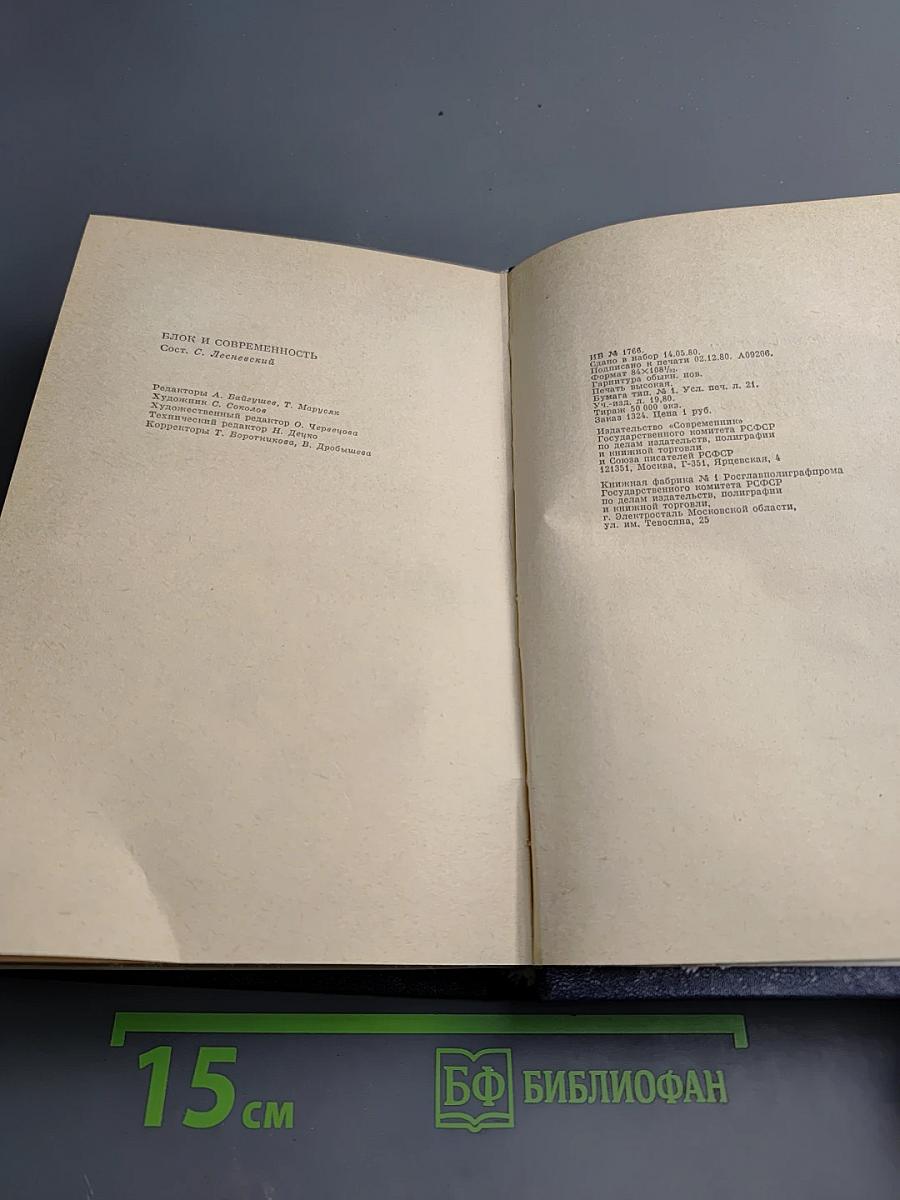 БЛОК И СОВРЕМЕННОСТЬ
Сост. С. Лесневский
Редакторы А. Байгушев, Т. Марусяк
Художник С. Соколов
Художественный редактор О. Червецова
Технический редактор Н. Децко
Корректоры Т. Воротникова, В. Дробышева
ИБ № 1766.
Сдано в набор 14.05.80.
Подписано к печати 02.12.80. А09206.
Формат 84×108¹/₃₂.
Гарнитура обыкн. нов.
Печать высокая.
Бумага тип. № 1. Усл. печ. л. 21.
Уч.-изд. л. 19,80.
Тираж 50 000 экз.
Заказ 1324. Цена 1 руб.
Издательство «Современник»
Государственного комитета РСФСР
по делам издательств, полиграфии
и книжной торговли
и Союза писателей РСФСР
121351, Москва, Г-351, Ярцевская, 4
Книжная фабрика № 1 Росглавполиграфпрома
Государственного комитета РСФСР
по делам издательств, полиграфии
и книжной торговли,
г. Электросталь Московской области,
ул. им. Тевосяна, 25
15 см
БФ БИБЛИОФАН